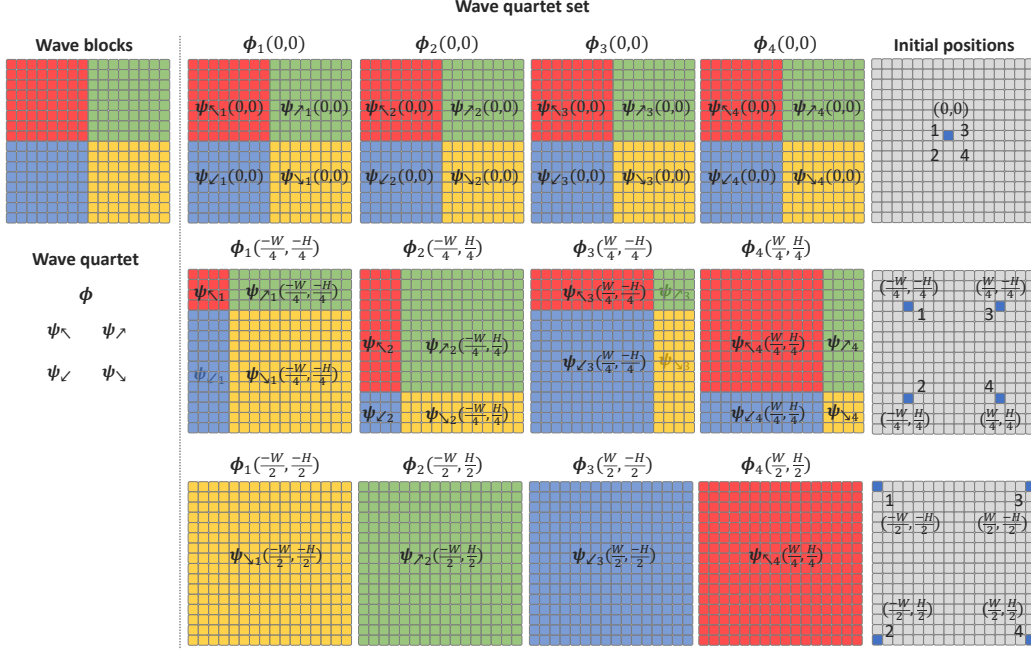 Wave quartet set
Wave blocks
ϕ₁(0,0) ϕ₂(0,0) ϕ₃(0,0) ϕ₄(0,0)
Initial positions
ψ↖₁(0,0) ψ↗₁(0,0) ψ↖₂(0,0) ψ↗₂(0,0) ψ↖₃(0,0) ψ↗₃(0,0) ψ↖₄(0,0) ψ↗₄(0,0)
(0,0)
1 3
2 4
ψ↙₁(0,0) ψ↘₁(0,0) ψ↙₂(0,0) ψ↘₂(0,0) ψ↙₃(0,0) ψ↘₃(0,0) ψ↙₄(0,0) ψ↘₄(0,0)
Wave quartet
ϕ
ψ↖ ψ↗
ψ↙ ψ↘
ϕ₁(-W/4, -H/4) ϕ₂(-W/4, H/4) ϕ₃(W/4, -H/4) ϕ₄(W/4, H/4)
ψ↖₁ ψ↗₁(-W/4, -H/4) ψ↖₃(W/4, -H/4) ψ↗₃
(-W/4, -H/4) (W/4, -H/4)
1 3
ψ↖₂ ψ↗₂(-W/4, H/4) ψ↖₄(W/4, H/4) ψ↗₄
ψ↙₁ ψ↘₁(-W/4, -H/4) ψ↙₃(W/4, -H/4) ψ↘₃
2 4
ψ↙₂ ψ↘₂(-W/4, H/4) ψ↙₄(W/4, H/4) ψ↘₄
(-W/4, H/4) (W/4, H/4)
ϕ₁(-W/2, -H/2) ϕ₂(-W/2, H/2) ϕ₃(W/2, -H/2) ϕ₄(W/2, H/2)
1 3
(-W/2, -H/2) (W/2, -H/2)
ψ↘₁(-W/2, -H/2) ψ↗₂(-W/2, H/2) ψ↙₃(W/2, -H/2) ψ↖₄(W/4, H/4)
(-W/2, H/2) (W/2, H/2)
2 4